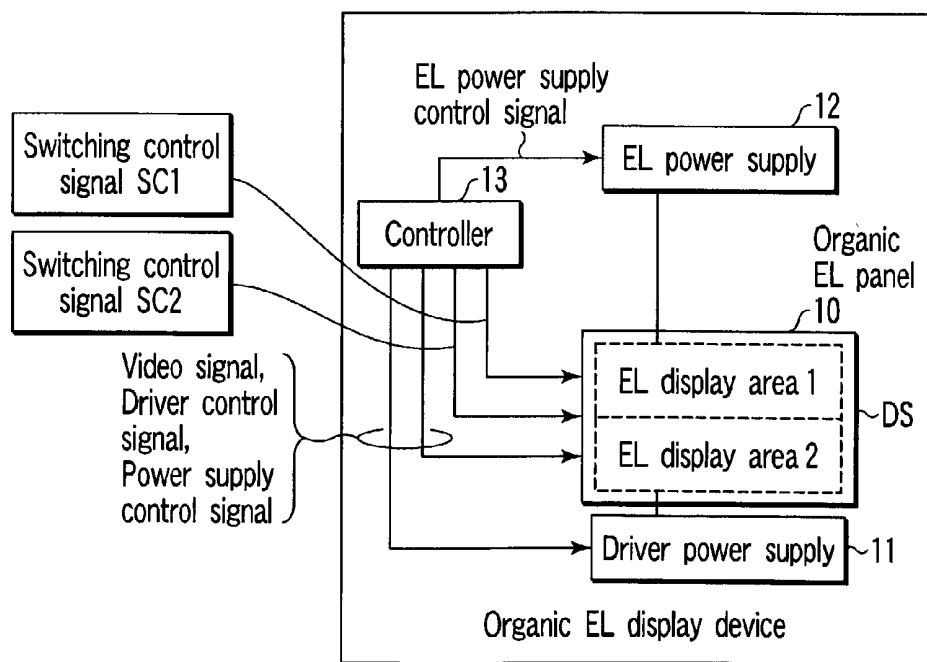 EL power supply
control signal
12
Switching control
signal SC1
EL power supply
13
Controller
Switching control
signal SC2
Organic
EL panel
10
Video signal,
Driver control
signal,
Power supply
control signal
EL display area 1
DS
EL display area 2
Driver power supply
11
Organic EL display device